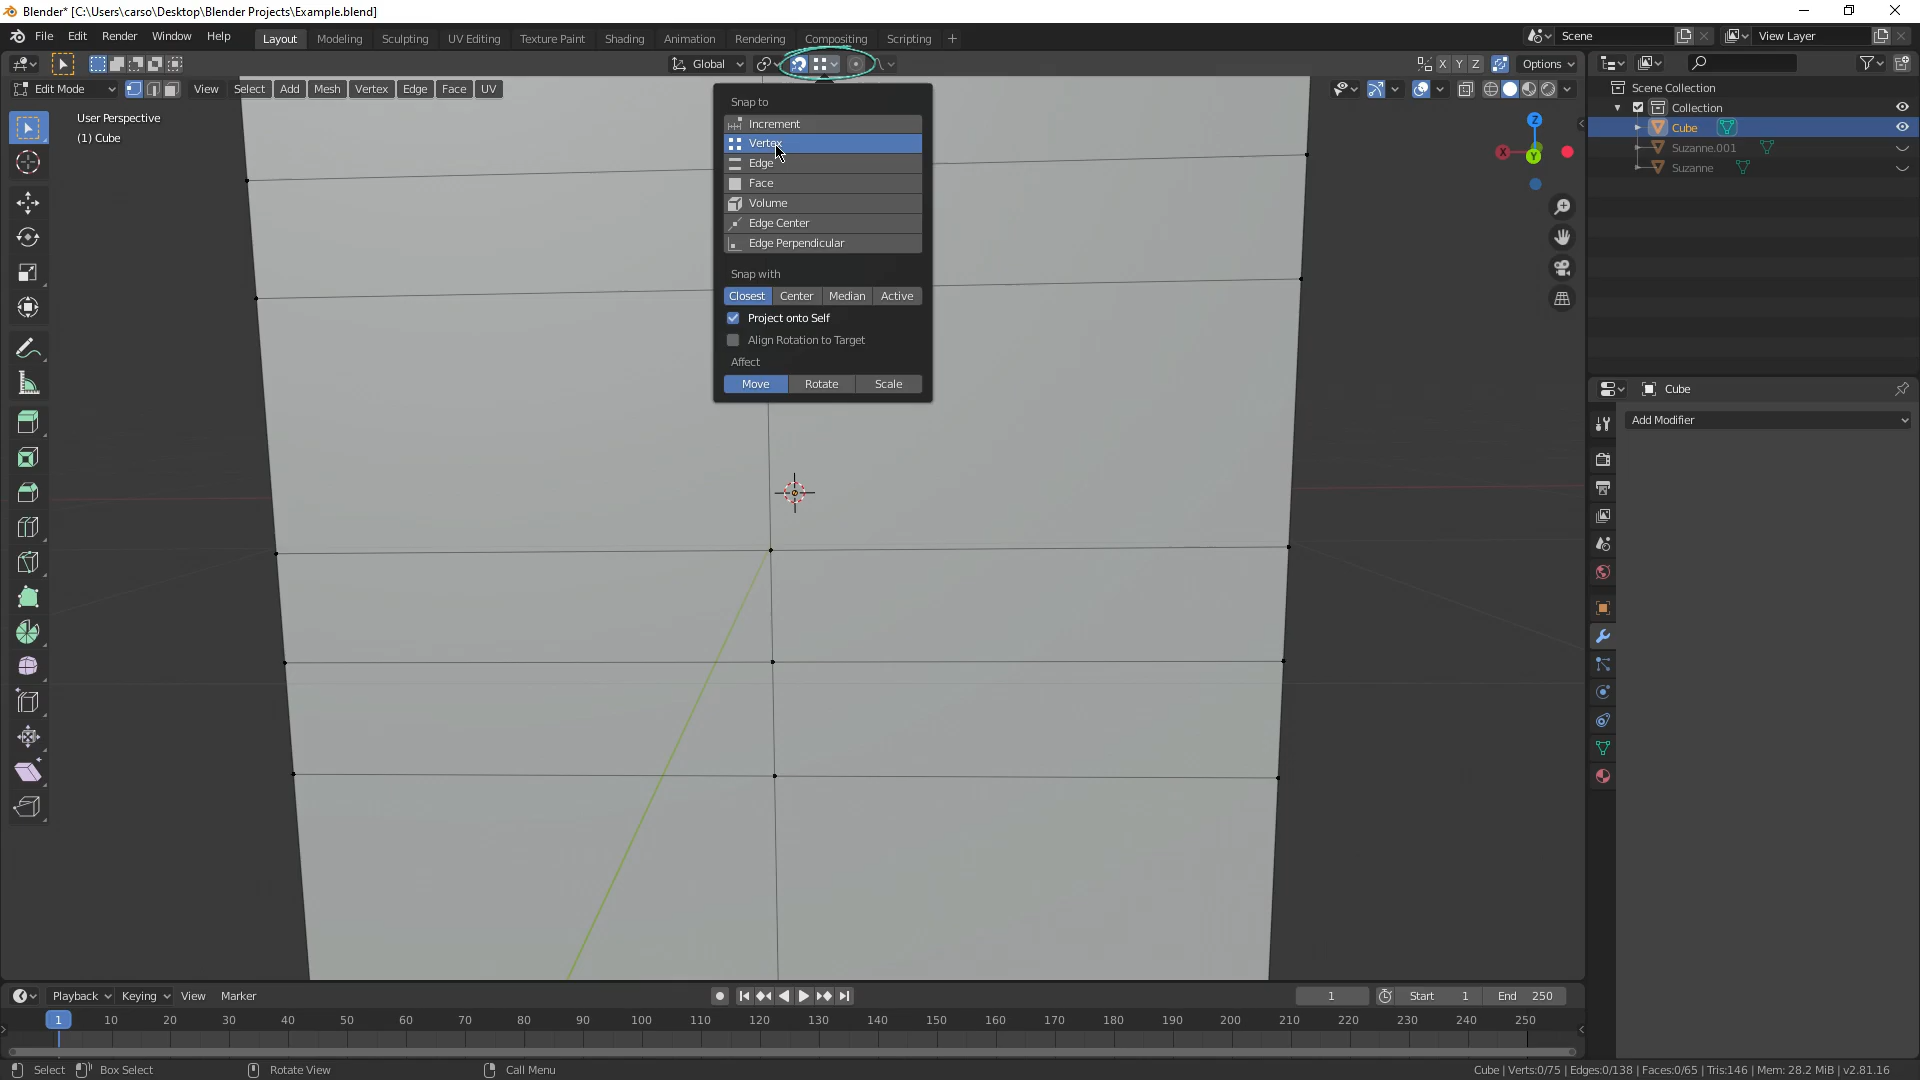 Blender* [C:\Users\carso\Desktop\Blender Projects\Example.blend]
File Edit Render Window Help
Layout Modeling Sculpting UV Editing Texture Paint Shading Animation Rendering Compositing Scripting +
Scene
View Layer
Global
X Y Z
Options
Edit Mode
View Select Add Mesh Vertex Edge Face UV
User Perspective
(1) Cube
Snap to
Increment
Vertex
Edge
Face
Volume
Edge Center
Edge Perpendicular
Snap with
Closest Center Median Active
Project onto Self
Align Rotation to Target
Affect
Move Rotate Scale
Z
X
Y
Scene Collection
Collection
Cube
Suzanne.001
Suzanne
Cube
Add Modifier
Playback Keying View Marker
1
Start 1
End 250
1 10 20 30 40 50 60 70 80 90 100 110 120 130 140 150 160 170 180 190 200 210 220 230 240 250
Select Box Select Rotate View Call Menu
Cube | Verts:0/75 | Edges:0/138 | Faces:0/65 | Tris:146 | Mem: 28.2 MiB | v2.81.16